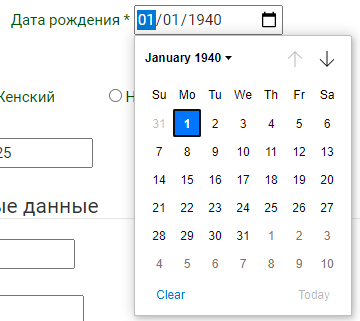 Дата рождения * 01/01/1940
January 1940
Su Mo Tu We Th Fr Sa
31 1 2 3 4 5 6
7 8 9 10 11 12 13
14 15 16 17 18 19 20
21 22 23 24 25 26 27
28 29 30 31 1 2 3
4 5 6 7 8 9 10
Clear Today
Женский Н
25
ые данные